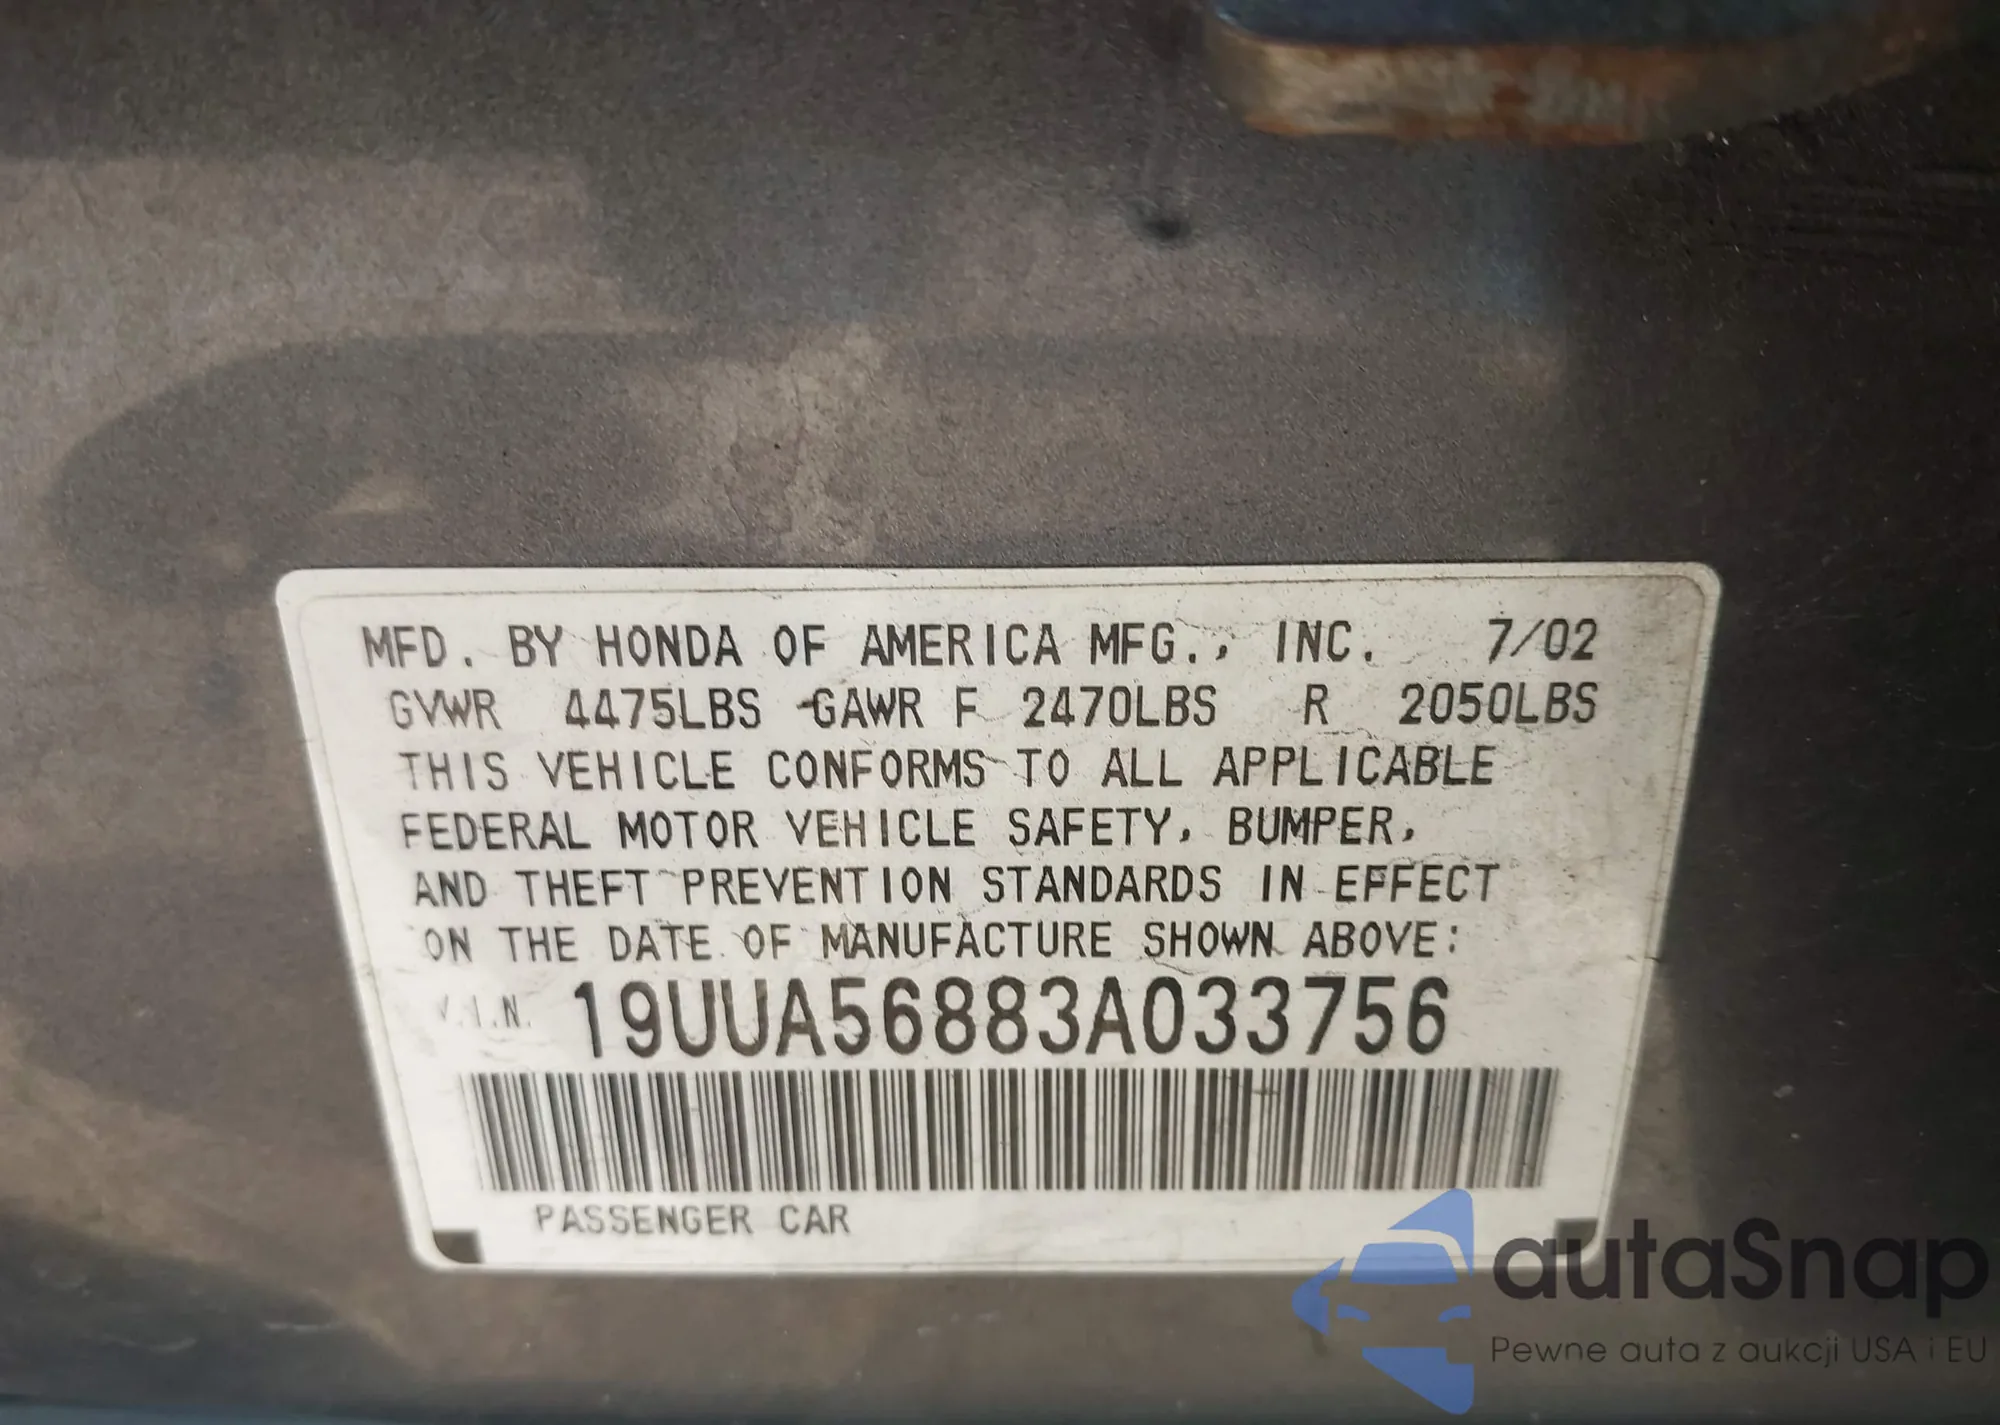 MFD. BY HONDA OF AMERICA MFG., INC. 7/02
GVWR 4475LBS GAWR F 2470LBS R 2050LBS
THIS VEHICLE CONFORMS TO ALL APPLICABLE
FEDERAL MOTOR VEHICLE SAFETY, BUMPER,
AND THEFT PREVENTION STANDARDS IN EFFECT
ON THE DATE OF MANUFACTURE SHOWN ABOVE:
V.I.N. 19UUA56883A033756
PASSENGER CAR
autaSnap
Pewne auta z aukcji USA i EU